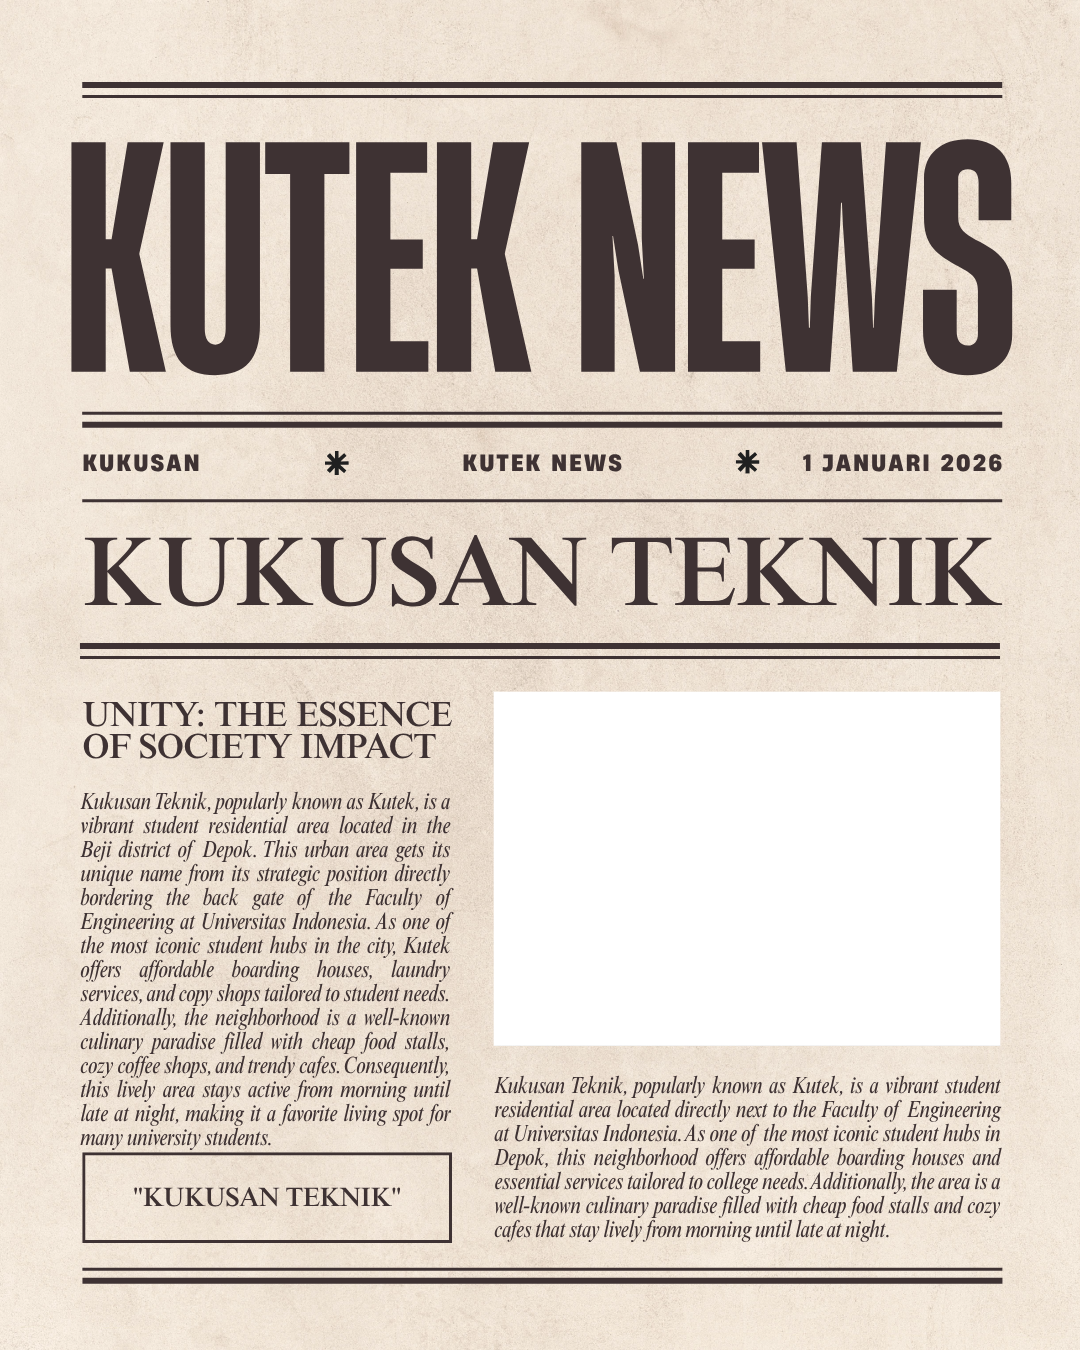 KUTEK NEWS
KUKUSAN
KUTEK NEWS
1 JANUARI 2026
KUKUSAN TEKNIK
UNITY: THE ESSENCE
OF SOCIETY IMPACT
Kukusan Teknik, popularly known as Kutek, is a
vibrant student residential area located in the
Beji district of Depok. This urban area gets its
unique name from its strategic position directly
bordering the back gate of the Faculty of
Engineering at Universitas Indonesia. As one of
the most iconic student hubs in the city, Kutek
offers affordable boarding houses, laundry
services, and copy shops tailored to student needs.
Additionally, the neighborhood is a well-known
culinary paradise filled with cheap food stalls,
cozy coffee shops, and trendy cafes. Consequently,
this lively area stays active from morning until
late at night, making it a favorite living spot for
many university students.
"KUKUSAN TEKNIK"
Kukusan Teknik, popularly known as Kutek, is a vibrant student
residential area located directly next to the Faculty of Engineering
at Universitas Indonesia. As one of the most iconic student hubs in
Depok, this neighborhood offers affordable boarding houses and
essential services tailored to college needs. Additionally, the area is a
well-known culinary paradise filled with cheap food stalls and cozy
cafes that stay lively from morning until late at night.